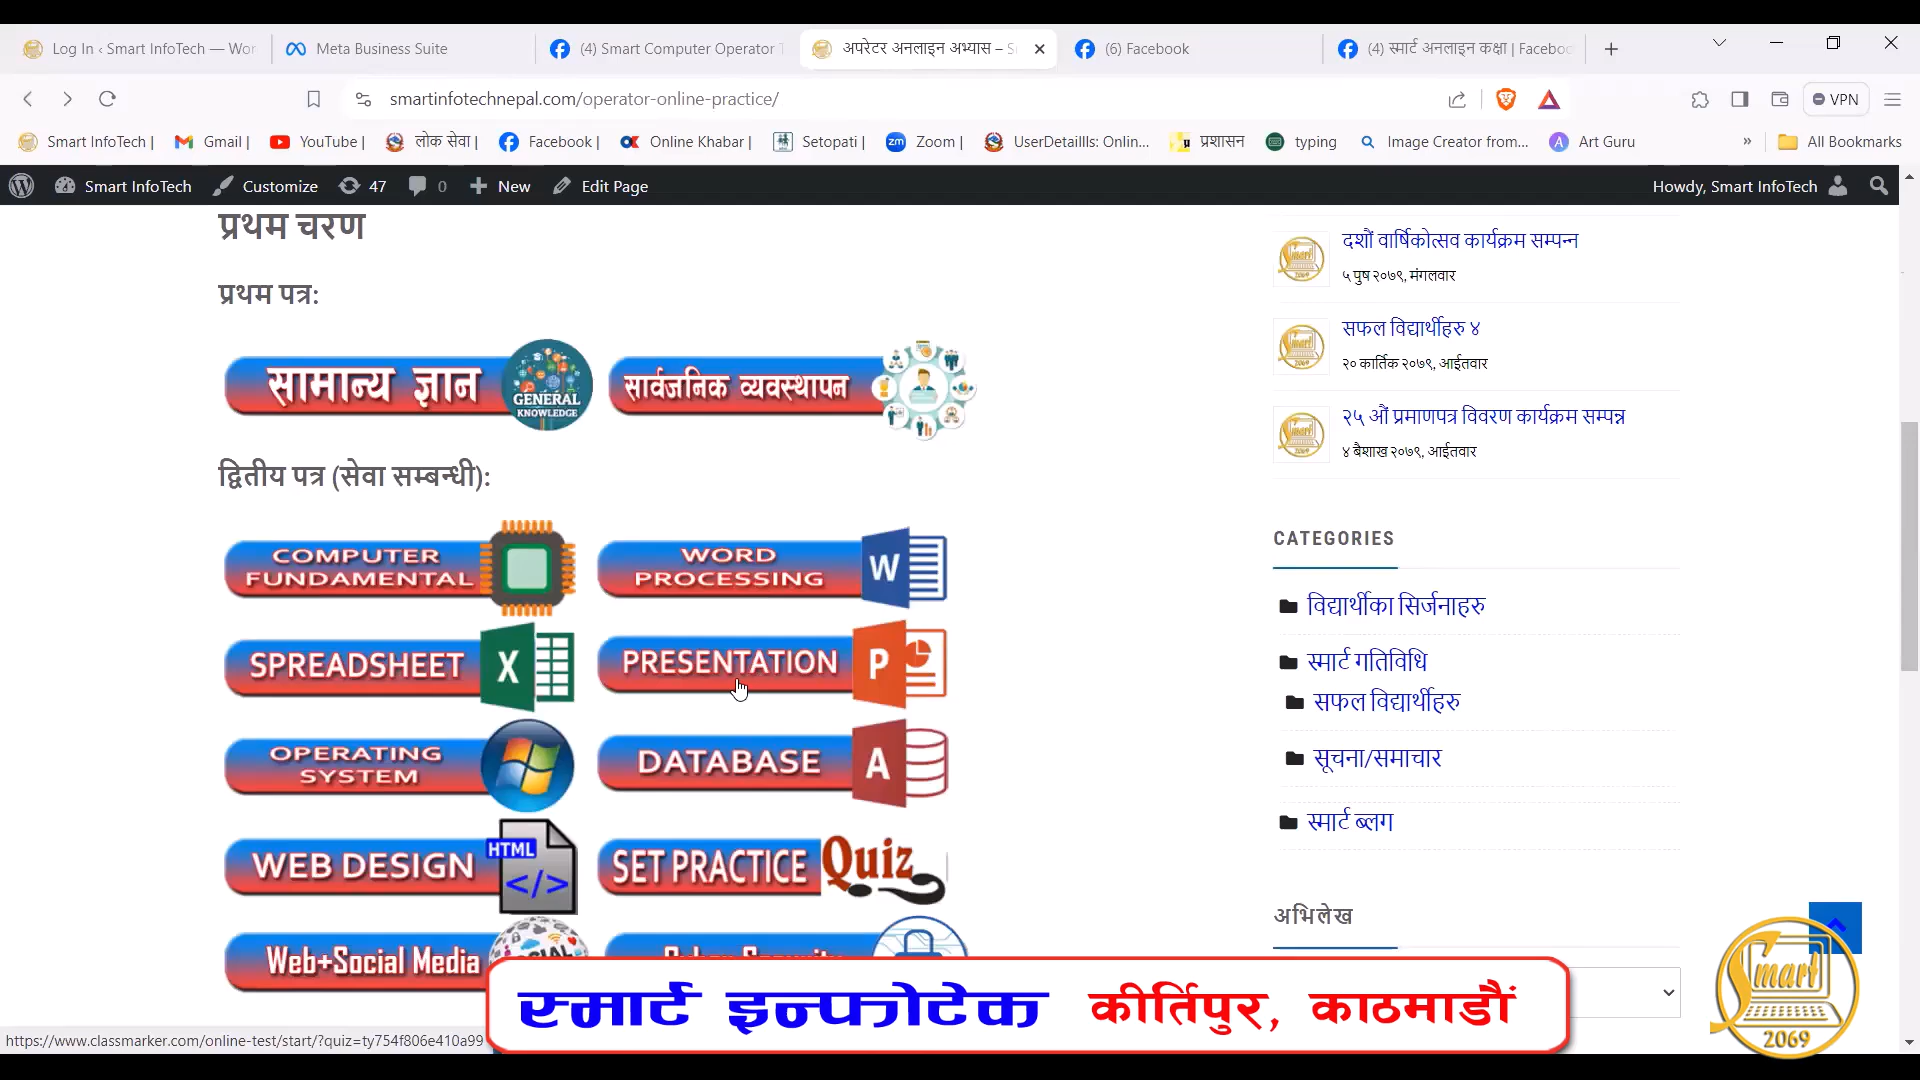 Log In ‹ Smart InfoTech — Wor
Meta Business Suite
(4) Smart Computer Operator T
अपरेटर अनलाइन अभ्यास – S
(6) Facebook
(4) स्मार्ट अनलाइन कक्षा | Faceboo
smartinfotechnepal.com/operator-online-practice/
VPN
Smart InfoTech |
Gmail |
YouTube |
लोक सेवा |
Facebook |
Online Khabar |
Setopati |
Zoom |
UserDetaillls: Onlin...
प्रशासन
typing
Image Creator from...
Art Guru
All Bookmarks
Smart InfoTech
Customize
47
0
New
Edit Page
Howdy, Smart InfoTech
प्रथम चरण
प्रथम पत्र:
सामान्य ज्ञान
GENERAL
KNOWLEDGE
सार्वजनिक व्यवस्थापन
द्वितीय पत्र (सेवा सम्बन्धी):
COMPUTER
FUNDAMENTAL
WORD
PROCESSING
W
SPREADSHEET
X
PRESENTATION
P
OPERATING
SYSTEM
DATABASE
A
WEB DESIGN
HTML
</>
SET PRACTICE
Quiz
Web+Social Media
दशौं वार्षिकोत्सव कार्यक्रम सम्पन्न
५ पुष २०७९, मंगलवार
सफल विद्यार्थीहरु ४
२० कार्तिक २०७९, आईतवार
२५ औं प्रमाणपत्र विवरण कार्यक्रम सम्पन्न
४ बैशाख २०७९, आईतवार
CATEGORIES
विद्यार्थीका सिर्जनाहरु
स्मार्ट गतिविधि
सफल विद्यार्थीहरु
सूचना/समाचार
स्मार्ट ब्लग
अभिलेख
स्मार्ट इन्फोटेक कीर्तिपुर, काठमाडौं
Smart
2069
https://www.classmarker.com/online-test/start/?quiz=ty754f806e410a99